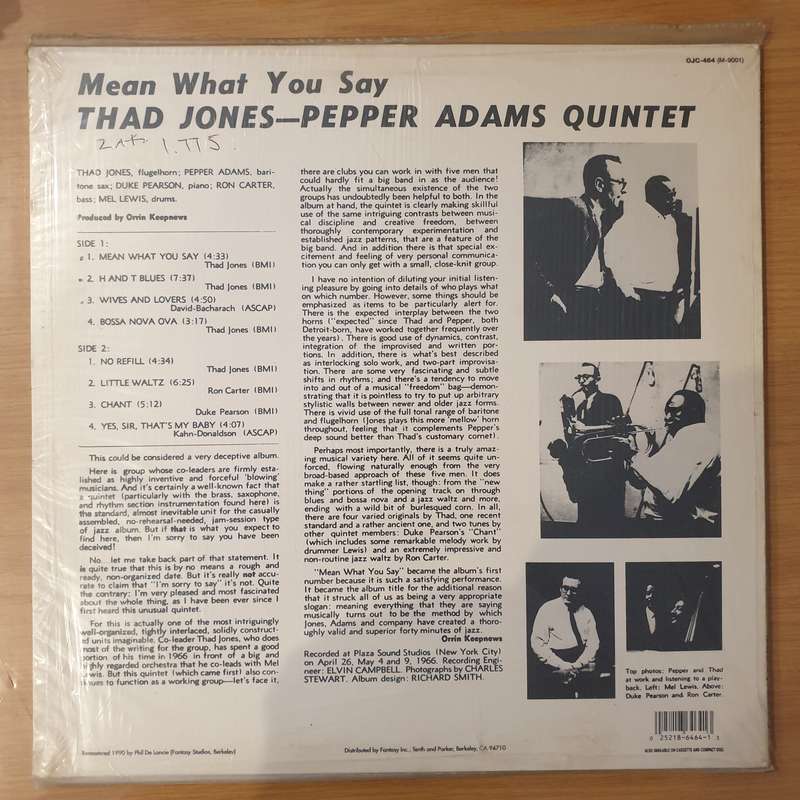 OJC-464 (M-9001)
Mean What You Say
THAD JONES—PEPPER ADAMS QUINTET
1.775.
THAD JONES, flugelhorn; PEPPER ADAMS, bari-
tone sax; DUKE PEARSON, piano; RON CARTER,
bass; MEL LEWIS, drums.
Produced by Orrin Keepnews
SIDE 1:
1. MEAN WHAT YOU SAY (4:33)
Thad Jones (BMI)
2. H AND T BLUES (7:37)
Thad Jones (BMI)
3. WIVES AND LOVERS (4:50)
David-Bacharach (ASCAP)
4. BOSSA NOVA OVA (3:17)
Thad Jones (BMI)
SIDE 2:
1. NO REFILL (4:34)
Thad Jones (BMI)
2. LITTLE WALTZ (6:25)
Ron Carter (BMI)
3. CHANT (5:12)
Duke Pearson (BMI)
4. YES, SIR, THAT'S MY BABY (4:07)
Kahn-Donaldson (ASCAP)
This could be considered a very deceptive album.
Here is group whose co-leaders are firmly estab-
lished as highly inventive and forceful 'blowing'
musicians. And it's certainly a well-known fact that
a quintet (particularly with the brass, saxophone,
and rhythm section instrumentation found here) is
the standard, almost inevitable unit for the casually
assembled, no-rehearsal-needed, jam-session type
of jazz album. But if that is what you expect to
find here, then I'm sorry to say you have been
deceived!
No... let me take back part of that statement. It
is quite true that this is by no means a rough and
ready, non-organized date. But it's really not accu-
rate to claim that "I'm sorry to say" it's not. Quite
the contrary: I'm very pleased and most fascinated
about the whole thing, as I have been ever since I
first heard this unusual quintet.
For this is actually one of the most intriguingly
well-organized, tightly interlaced, solidly construct-
ed units imaginable. Co-leader Thad Jones, who does
most of the writing for the group, has spent a good
portion of his time in 1966 in front of a big and
highly regarded orchestra that he co-leads with Mel
Lewis. But this quintet (which came first) also con-
tinues to function as a working group—let's face it,
there are clubs you can work in with five men that
could hardly fit a big band in as the audience!
Actually the simultaneous existence of the two
groups has undoubtedly been helpful to both. In the
album at hand, the quintet is clearly making skillful
use of the same intriguing contrasts between musi-
cal discipline and creative freedom, between
thoroughly contemporary experimentation and
established jazz patterns, that are a feature of the
big band. And in addition there is that special ex-
citement and feeling of very personal communica-
tion you can only get with a small, close-knit group.
I have no intention of diluting your initial listen-
ing pleasure by going into details of who plays what
on which number. However, some things should be
emphasized as items to be particularly alert for.
There is the expected interplay between the two
horns ("expected" since Thad and Pepper, both
Detroit-born, have worked together frequently over
the years). There is good use of dynamics, contrast,
integration of the improvised and written por-
tions. In addition, there is what's best described
as interlocking solo work, and two-part improvisa-
tion. There are some very fascinating and subtle
shifts in rhythms; and there's a tendency to move
into and out of a musical "freedom" bag—demon-
strating that it is pointless to try to put up arbitrary
stylistic walls between newer and older jazz forms.
There is vivid use of the full tonal range of baritone
and flugelhorn (Jones plays this more 'mellow' horn
throughout, feeling that it complements Pepper's
deep sound better than Thad's customary cornet).
Perhaps most importantly, there is a truly amaz-
ing musical variety here. All of it seems quite un-
forced, flowing naturally enough from the very
broad-based approach of these five men. It does
make a rather startling list, though: from the "new
thing" portions of the opening track on through
blues and bossa nova and a jazz waltz and more,
ending with a wild bit of burlesqued corn. In all,
there are four varied originals by Thad, one recent
standard and a rather ancient one, and two tunes by
other quintet members: Duke Pearson's "Chant"
(which includes some remarkable melody work by
drummer Lewis) and an extremely impressive and
non-routine jazz waltz by Ron Carter.
"Mean What You Say" became the album's first
number because it is such a satisfying performance.
It became the album title for the additional reason
that it struck all of us as being a very appropriate
slogan: meaning everything that they are saying
musically turns out to be the method by which
Jones, Adams and company have created a thoro-
ughly valid and superior forty minutes of jazz.
Orrin Keepnews
Recorded at Plaza Sound Studios (New York City)
on April 26, May 4 and 9, 1966. Recording Engi-
neer: ELVIN CAMPBELL. Photographs by CHARLES
STEWART. Album design: RICHARD SMITH.
Top photos: Pepper and Thad
at work and listening to a play-
back. Left: Mel Lewis. Above:
Duke Pearson and Ron Carter.
0 25218-6464-1 3
ALSO AVAILABLE ON CASSETTE AND COMPACT DISC
Remastered 1990 by Phil De Lancie (Fantasy Studios, Berkeley)
Distributed by Fantasy Inc., Tenth and Parker, Berkeley, CA 94710